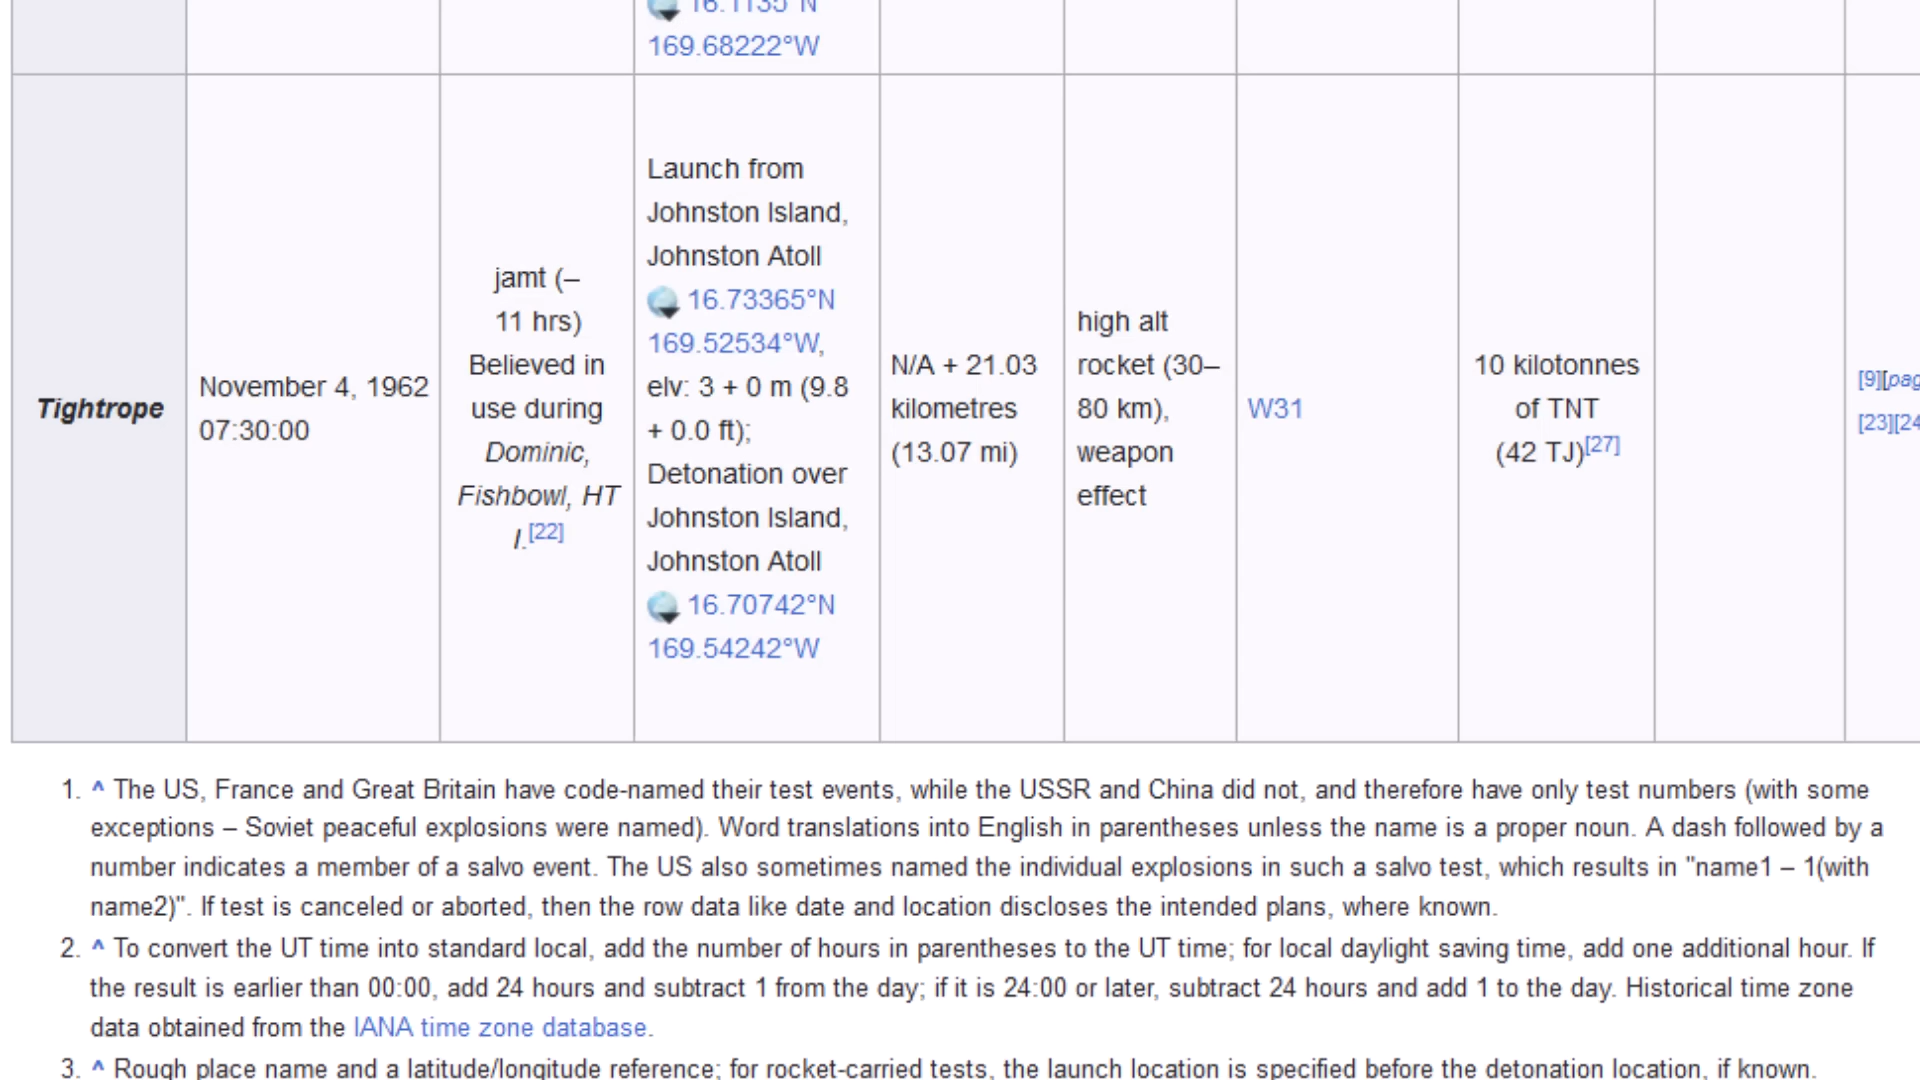 16.1135°N
169.68222°W
Tightrope
November 4, 1962
07:30:00
jamt (–
11 hrs)
Believed in
use during
Dominic,
Fishbowl, HT
I.[22]
Launch from
Johnston Island,
Johnston Atoll
16.73365°N
169.52534°W,
elv: 3 + 0 m (9.8
+ 0.0 ft);
Detonation over
Johnston Island,
Johnston Atoll
16.70742°N
169.54242°W
N/A + 21.03
kilometres
(13.07 mi)
high alt
rocket (30–
80 km),
weapon
effect
W31
10 kilotonnes
of TNT
(42 TJ)[27]
[9][pag
[23][24
1. ^ The US, France and Great Britain have code-named their test events, while the USSR and China did not, and therefore have only test numbers (with some
exceptions – Soviet peaceful explosions were named). Word translations into English in parentheses unless the name is a proper noun. A dash followed by a
number indicates a member of a salvo event. The US also sometimes named the individual explosions in such a salvo test, which results in "name1 – 1(with
name2)". If test is canceled or aborted, then the row data like date and location discloses the intended plans, where known.
2. ^ To convert the UT time into standard local, add the number of hours in parentheses to the UT time; for local daylight saving time, add one additional hour. If
the result is earlier than 00:00, add 24 hours and subtract 1 from the day; if it is 24:00 or later, subtract 24 hours and add 1 to the day. Historical time zone
data obtained from the IANA time zone database.
3. ^ Rough place name and a latitude/longitude reference; for rocket-carried tests, the launch location is specified before the detonation location, if known.